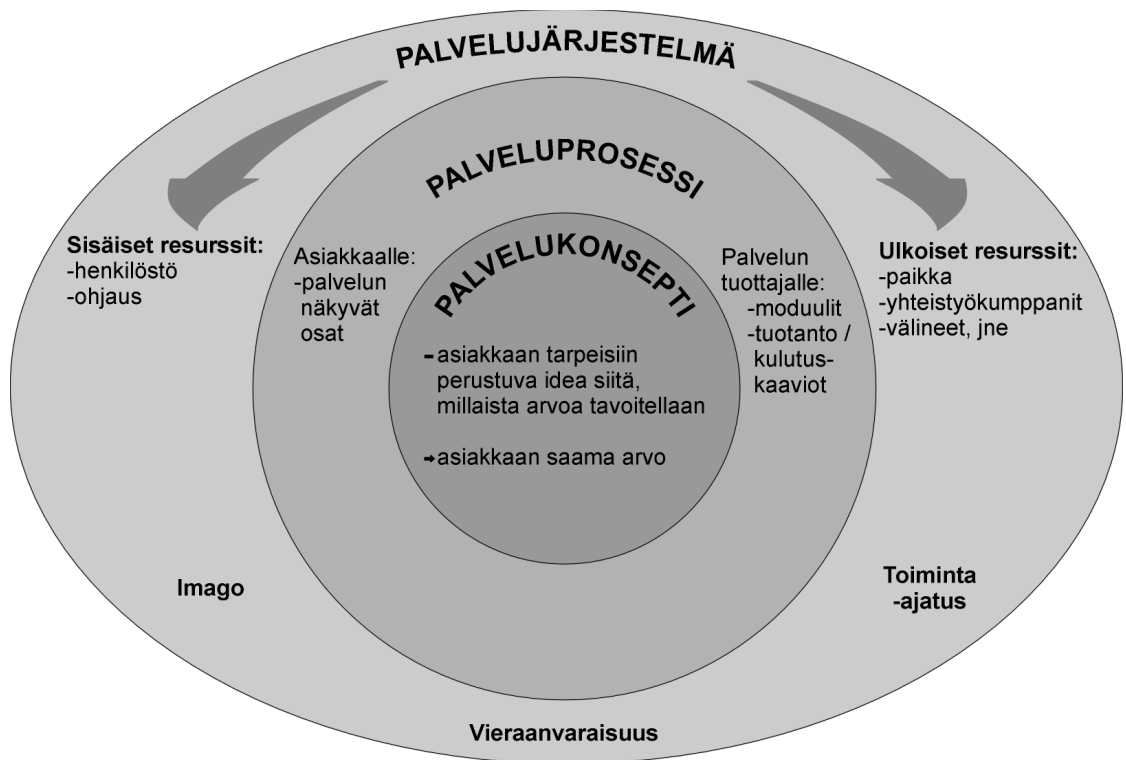 PALVELUJÄRJESTELMÄ
PALVELUPROSESSI
PALVELUKONSEPTI
Sisäiset resurssit:
-henkilöstö
-ohjaus
Asiakkaalle:
-palvelun
näkyvät
osat
-asiakkaan tarpeisiin
perustuva idea siitä,
millaista arvoa tavoitellaan
→asiakkaan saama arvo
Palvelun
tuottajalle:
-moduulit
-tuotanto /
kulutus-
kaaviot
Ulkoiset resurssit:
-paikka
-yhteistyökumppanit
-välineet, jne
Imago
Toiminta
-ajatus
Vieraanvaraisuus